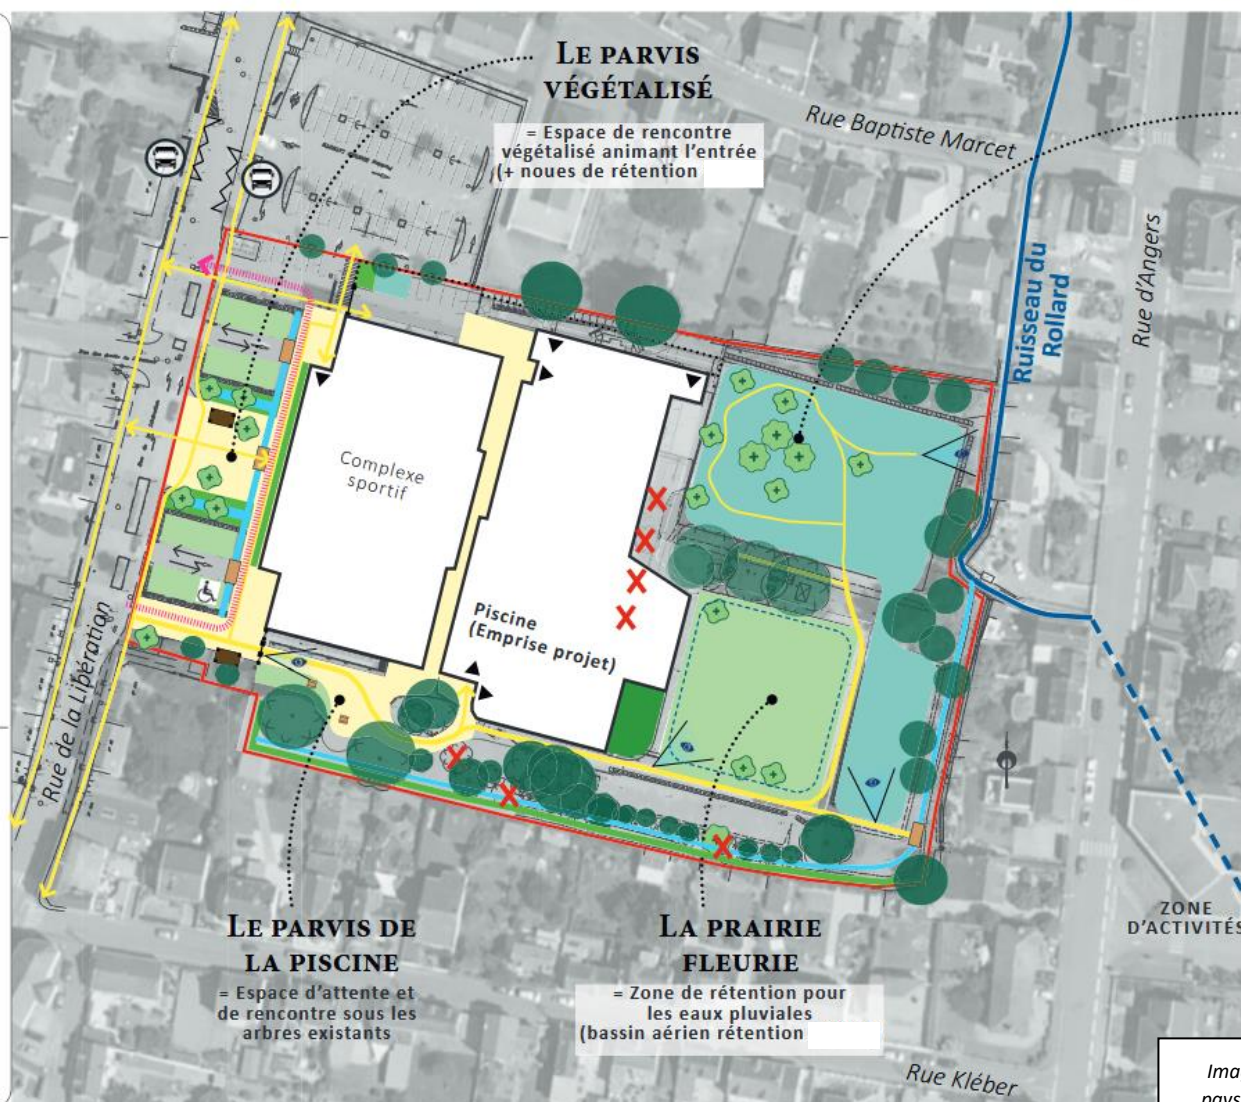 LE PARVIS
VÉGÉTALISÉ
= Espace de rencontre
végétalisé animant l'entrée
(+ noues de rétention
Rue Baptiste Marcet
Ruisseau du
Rollard
Rue d'Angers
Complexe
sportif
Piscine
(Emprise projet)
Rue de la Libération
LE PARVIS DE
LA PISCINE
= Espace d'attente et
de rencontre sous les
arbres existants
LA PRAIRIE
FLEURIE
= Zone de rétention pour
les eaux pluviales
(bassin aérien rétention
ZONE
D'ACTIVITÉS
Rue Kléber